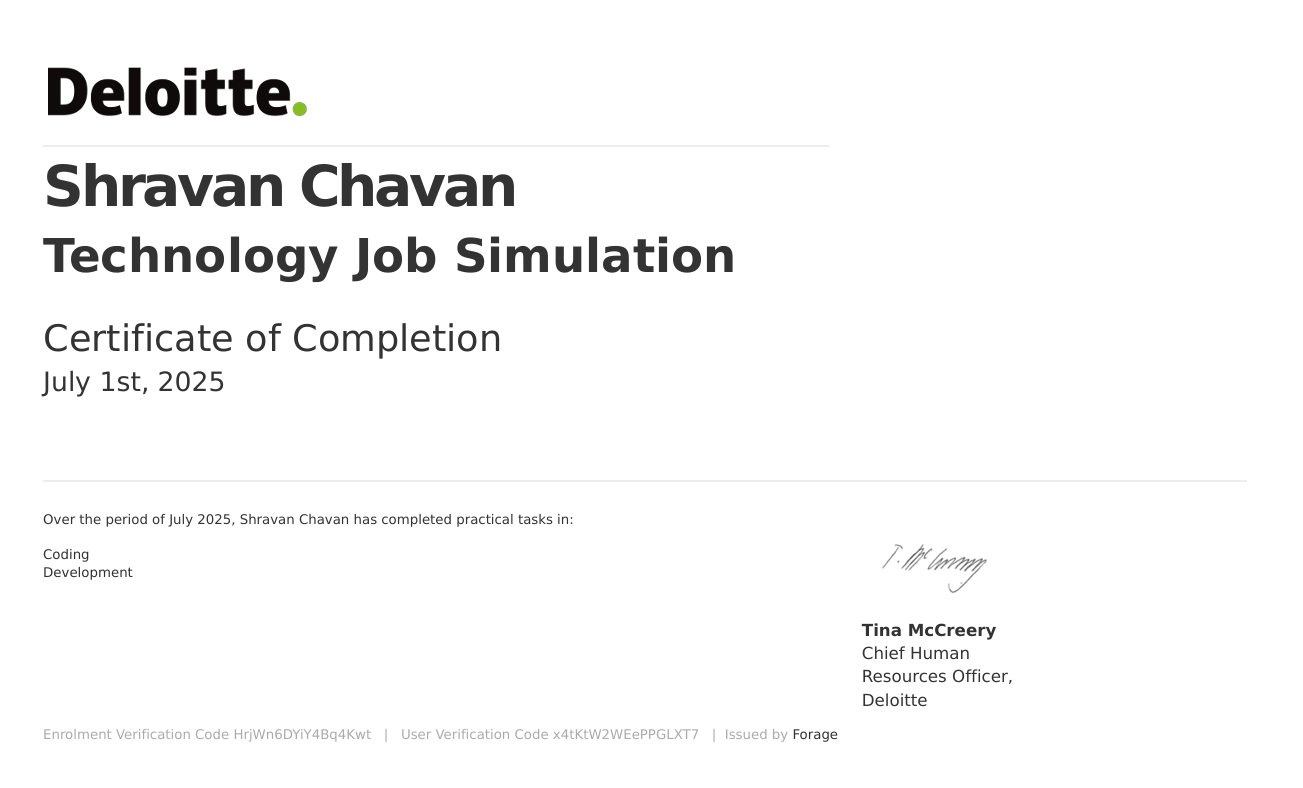 Deloitte.
Shravan Chavan
Technology Job Simulation
Certificate of Completion
July 1st, 2025
Over the period of July 2025, Shravan Chavan has completed practical tasks in:
Coding
Development
T. McCreery
Tina McCreery
Chief Human
Resources Officer,
Deloitte
Enrolment Verification Code HrjWn6DYiY4Bq4Kwt | User Verification Code x4tKtW2WEePPGLXT7 | Issued by Forage